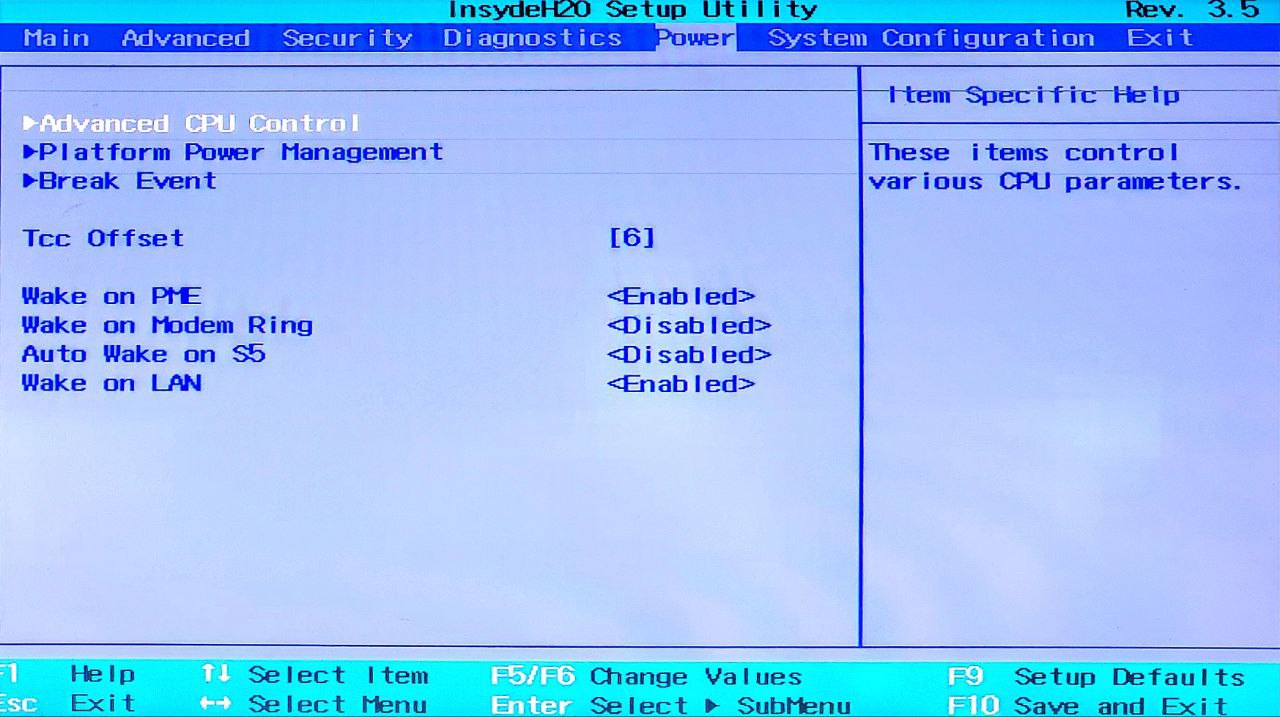 InsydeH2O Setup Utility Rev. 3.5
Main Advanced Security Diagnostics Power System Configuration Exit
Item Specific Help
▶Advanced CPU Control
▶Platform Power Management
▶Break Event
These items control
various CPU parameters.
Tcc Offset [6]
Wake on PME <Enabled>
Wake on Modem Ring <Disabled>
Auto Wake on S5 <Disabled>
Wake on LAN <Enabled>
F1 Help ↑↓ Select Item F5/F6 Change Values F9 Setup Defaults
Esc Exit ↔ Select Menu Enter Select ▶ SubMenu F10 Save and Exit